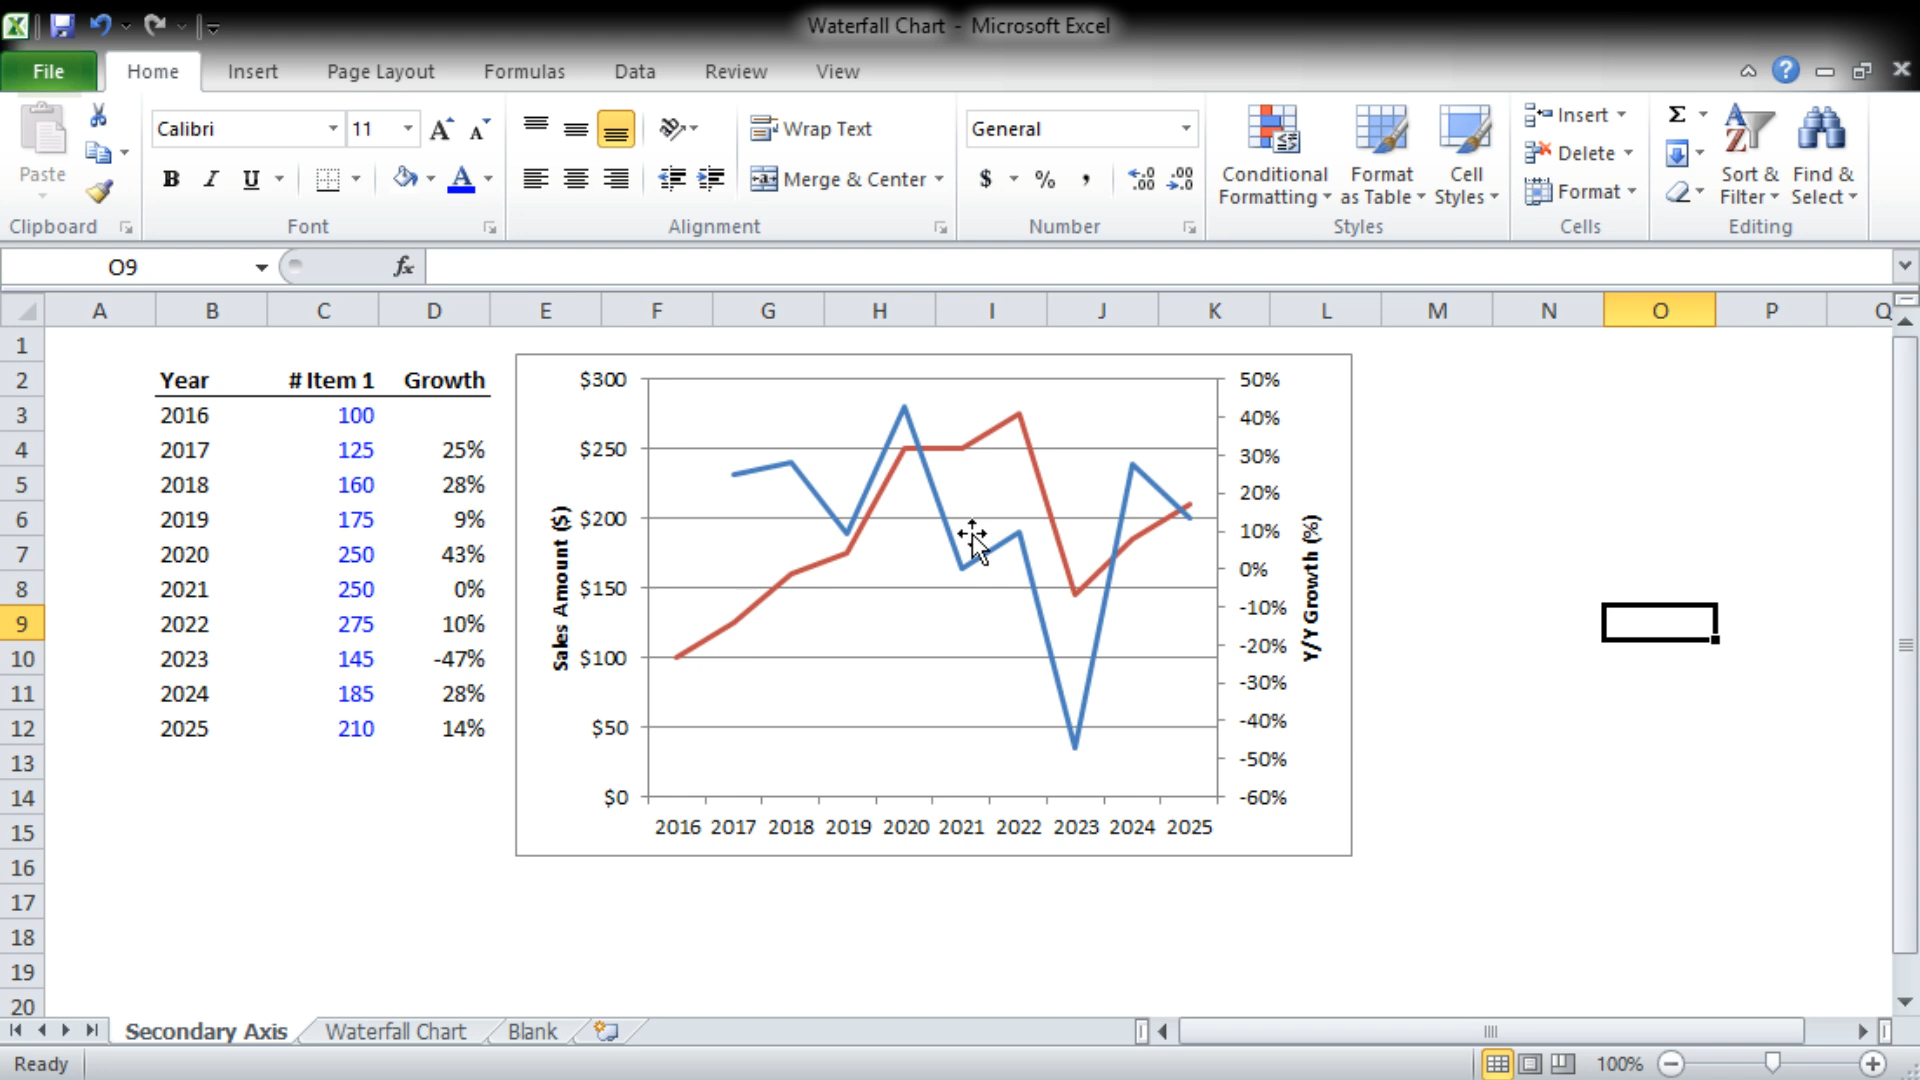 Waterfall Chart - Microsoft Excel
File Home Insert Page Layout Formulas Data Review View
Calibri 11 Wrap Text General Insert
Paste B I U Merge & Center $ % , .00 .0 Conditional Formatting Format as Table Cell Styles Delete Format Sort & Filter Find & Select
Clipboard Font Alignment Number Styles Cells Editing
O9 fx
A B C D E F G H I J K L M N O P Q
1
2 Year # Item 1 Growth
3 2016 100
4 2017 125 25%
5 2018 160 28%
6 2019 175 9%
7 2020 250 43%
8 2021 250 0%
9 2022 275 10%
10 2023 145 -47%
11 2024 185 28%
12 2025 210 14%
13
14
15
16
17
18
19
20
$300
$250
$200
$150
$100
$50
$0
Sales Amount ($)
50%
40%
30%
20%
10%
0%
-10%
-20%
-30%
-40%
-50%
-60%
Y/Y Growth (%)
2016 2017 2018 2019 2020 2021 2022 2023 2024 2025
Secondary Axis Waterfall Chart Blank
Ready 100%